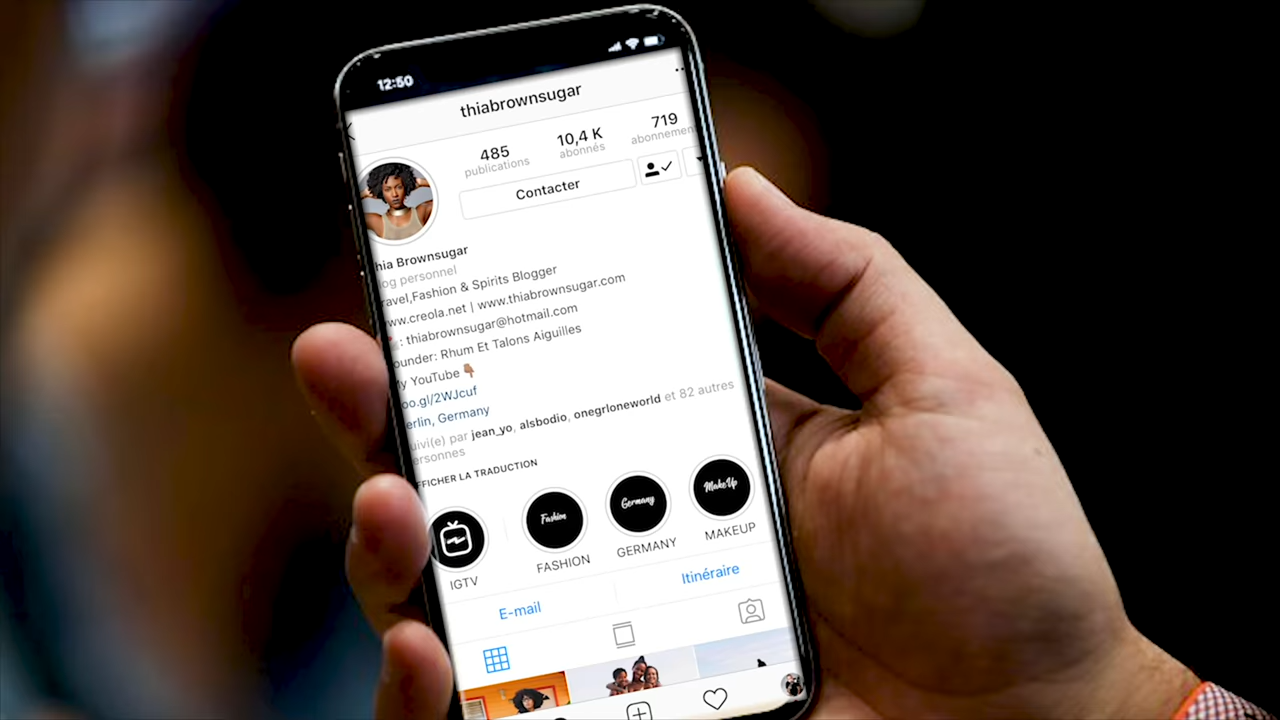 12:50
thiabrownsugar
485
10,4 K
719
publications
abonnés
abonnemen
Contacter
hia Brownsugar
og personnel
ravel,Fashion & Spirits Blogger
ww.creola.net | www.thiabrownsugar.com
: thiabrownsugar@hotmail.com
ounder: Rhum Et Talons Aiguilles
y YouTube 👇🏾
oo.gl/2WJcuf
erlin, Germany
uivi(e) par jean_yo, alsbodio, onegrloneworld et 82 autres
ersonnes
FFICHER LA TRADUCTION
Fashion
Germany
MakeUp
IGTV
FASHION
GERMANY
MAKEUP
E-mail
Itinéraire